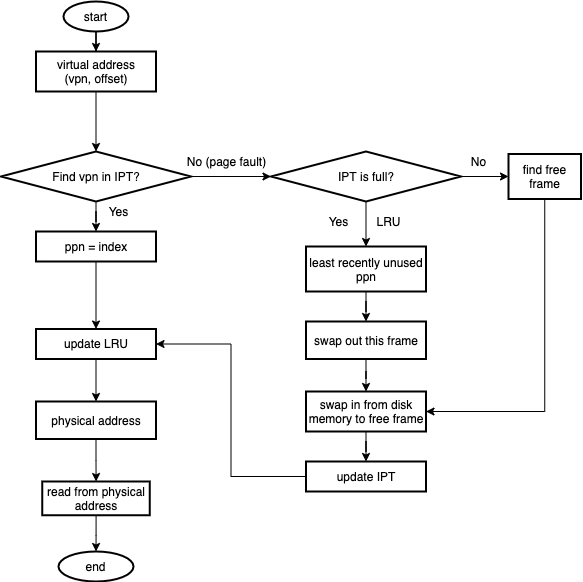 start
virtual address
(vpn, offset)
Find vpn in IPT?
No (page fault)
IPT is full?
No
find free
frame
Yes
Yes
LRU
ppn = index
least recently unused
ppn
update LRU
swap out this frame
physical address
swap in from disk
memory to free frame
update IPT
read from physical
address
end